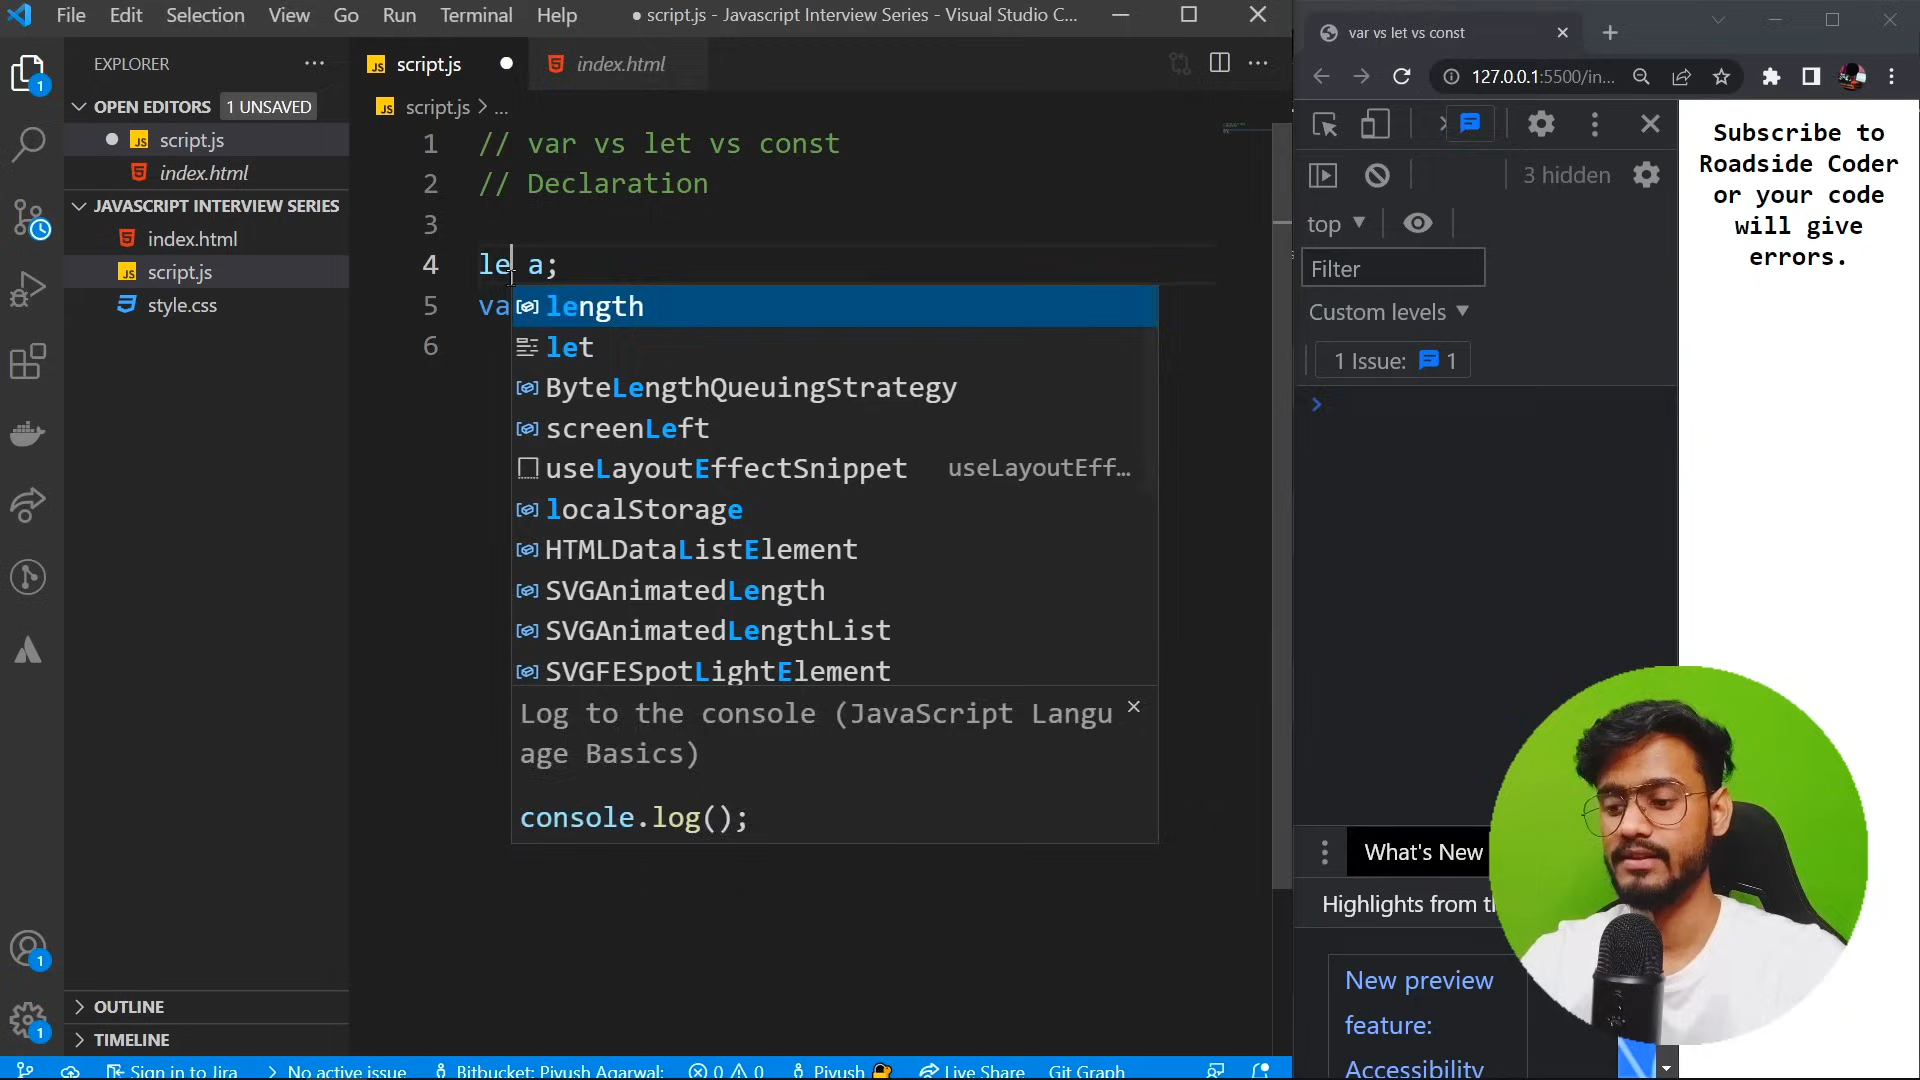 File Edit Selection View Go Run Terminal Help
● script.js - Javascript Interview Series - Visual Studio C...
EXPLORER
OPEN EDITORS 1 UNSAVED
script.js
index.html
JAVASCRIPT INTERVIEW SERIES
index.html
script.js
style.css
OUTLINE
TIMELINE
1
1
1
script.js
index.html
script.js > ...
1 // var vs let vs const
2 // Declaration
3
4 le a;
5 va
6
length
let
ByteLengthQueuingStrategy
screenLeft
useLayoutEffectSnippet useLayoutEff...
localStorage
HTMLDataListElement
SVGAnimatedLength
SVGAnimatedLengthList
SVGFESpotLightElement
Log to the console (JavaScript Langu
age Basics)
console.log();
Sign in to Jira No active issue Bitbucket: Piyush Agarwal: 0 0 Piyush Live Share Git Graph
var vs let vs const
127.0.0.1:5500/in...
3 hidden
top
Filter
Custom levels
1 Issue: 1
What's New
Highlights from
New preview
feature:
Accessibility
Subscribe to
Roadside Coder
or your code
will give
errors.